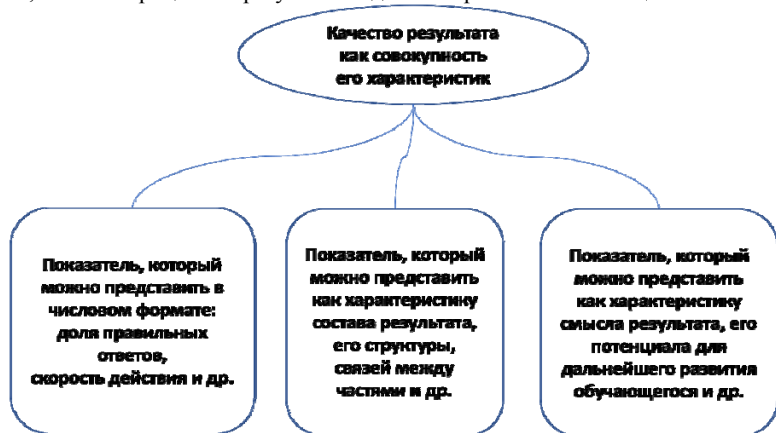 Качество результата
как совокупность
его характеристик
Показатель, который
можно представить в
числовом формате:
доля правильных
ответов,
скорость действия и др.
Показатель, который
можно представить
как характеристику
состава результата,
его структуры,
связей между
частями и др.
Показатель, который
можно представить
как характеристику
смысла результата, его
потенциала для
дальнейшего развития
обучающегося и др.